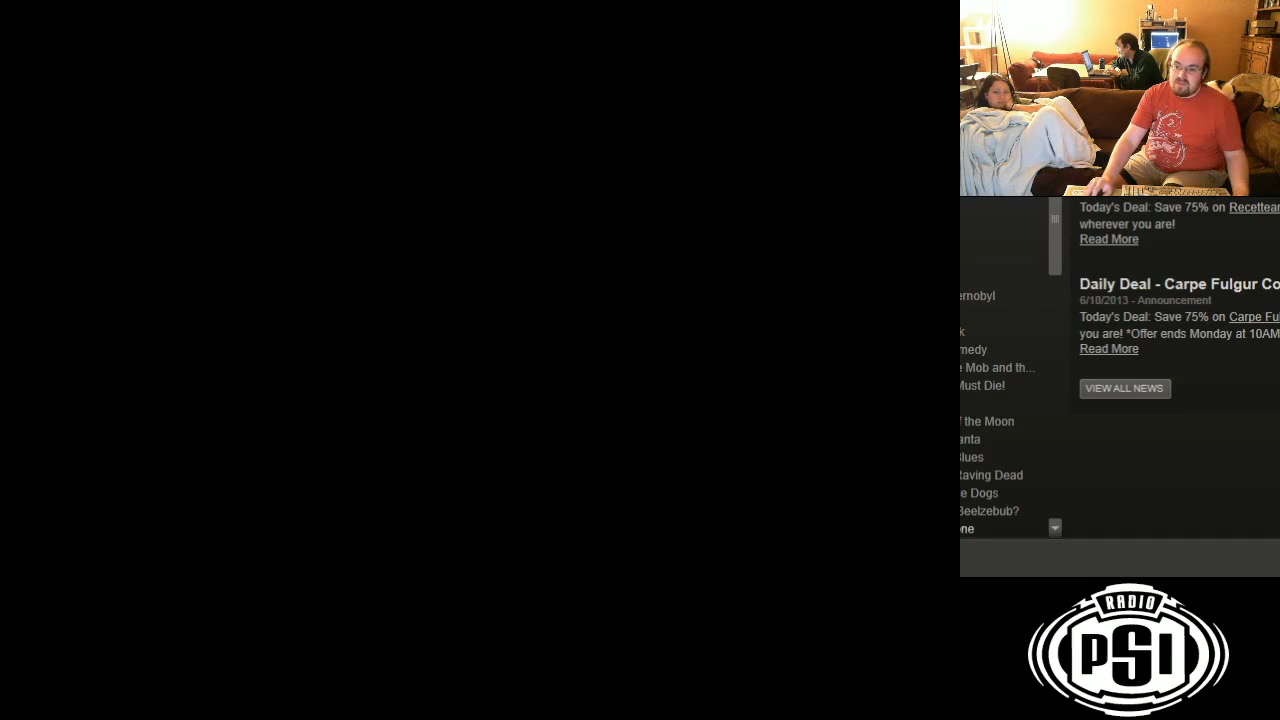 Today's Deal: Save 75% on Recettear
wherever you are!
Read More
ernobyl
Daily Deal - Carpe Fulgur Co
6/10/2013 - Announcement
Today's Deal: Save 75% on Carpe Ful
you are! *Offer ends Monday at 10AM
Read More
k
medy
e Mob and th...
Must Die!
VIEW ALL NEWS
f the Moon
anta
Blues
Raving Dead
e Dogs
Beelzebub?
one
RADIO
PSI